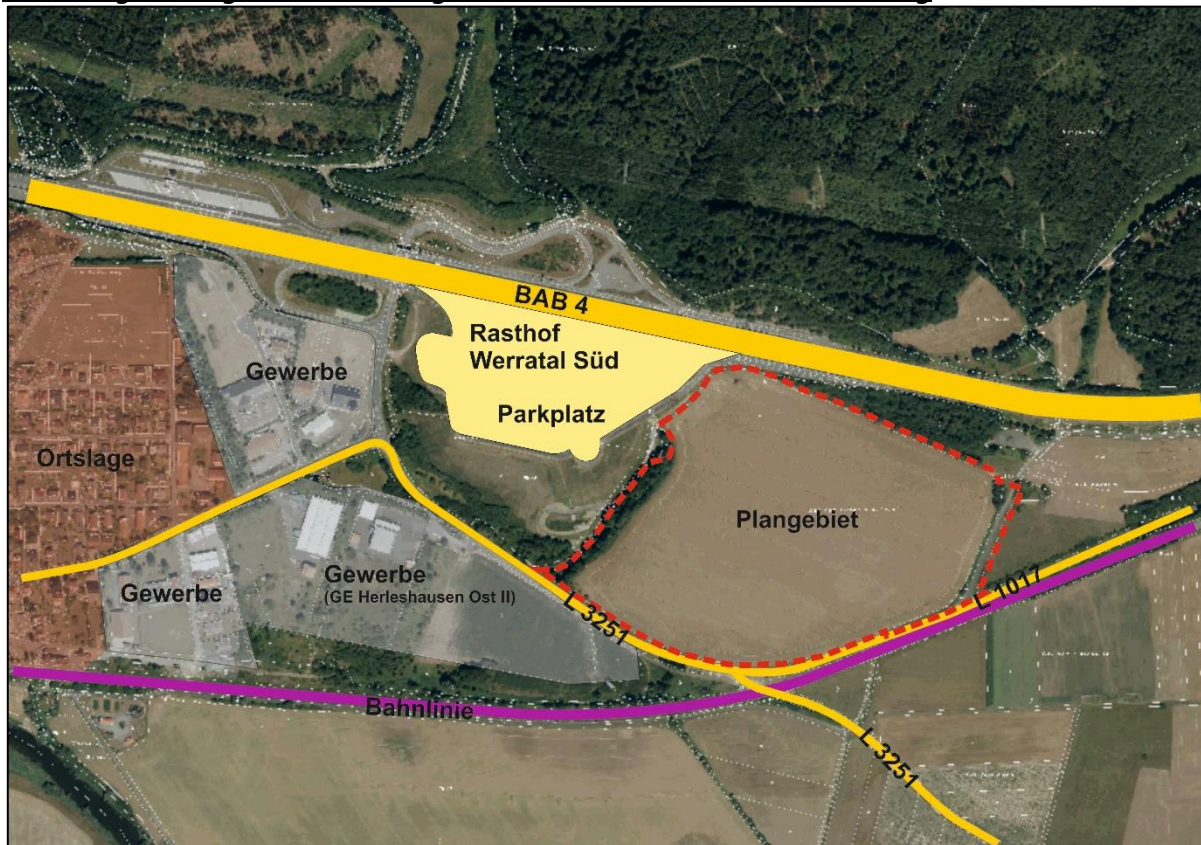 BAB 4
Rasthof
Werratal Süd
Parkplatz
Gewerbe
Ortslage
Plangebiet
Gewerbe
(GE Herleshausen Ost II)
Gewerbe
L 3251
L 1017
Bahnlinie
L 3251